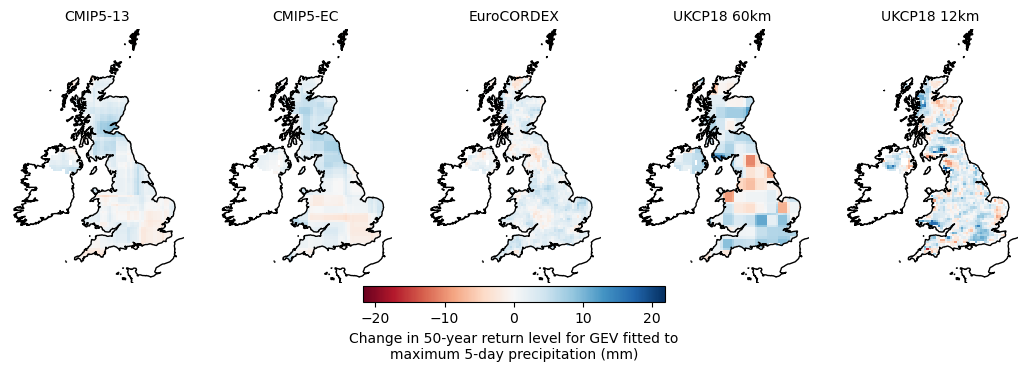 CMIP5-13 CMIP5-EC EuroCORDEX UKCP18 60km UKCP18 12km
−20 −10 0 10 20
Change in 50-year return level for GEV fitted to
maximum 5-day precipitation (mm)